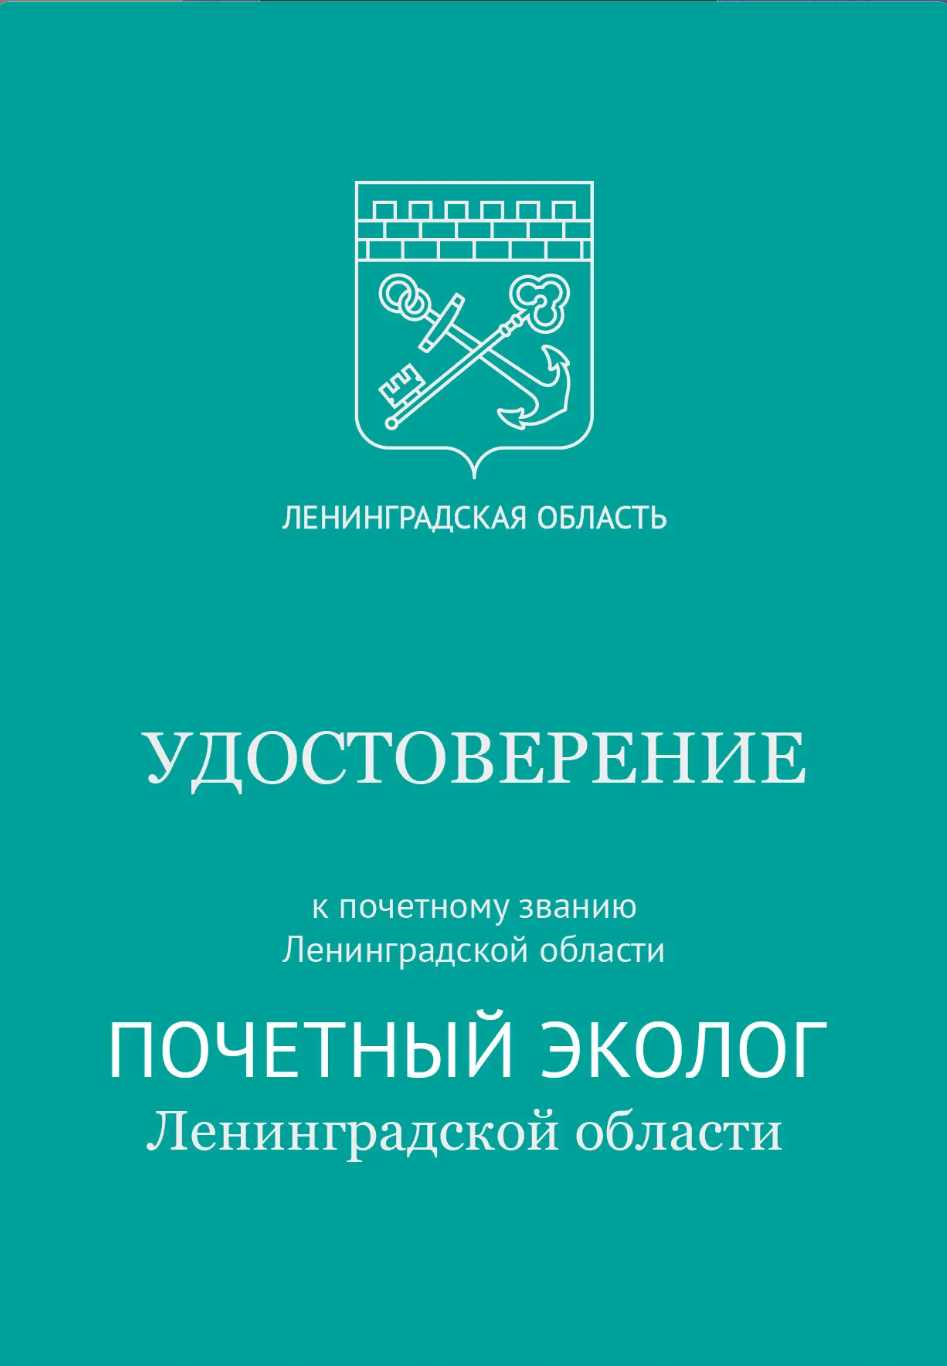 ЛЕНИНГРАДСКАЯ ОБЛАСТЬ
УДОСТОВЕРЕНИЕ
к почетному званию
Ленинградской области
ПОЧЕТНЫЙ ЭКОЛОГ
Ленинградской области